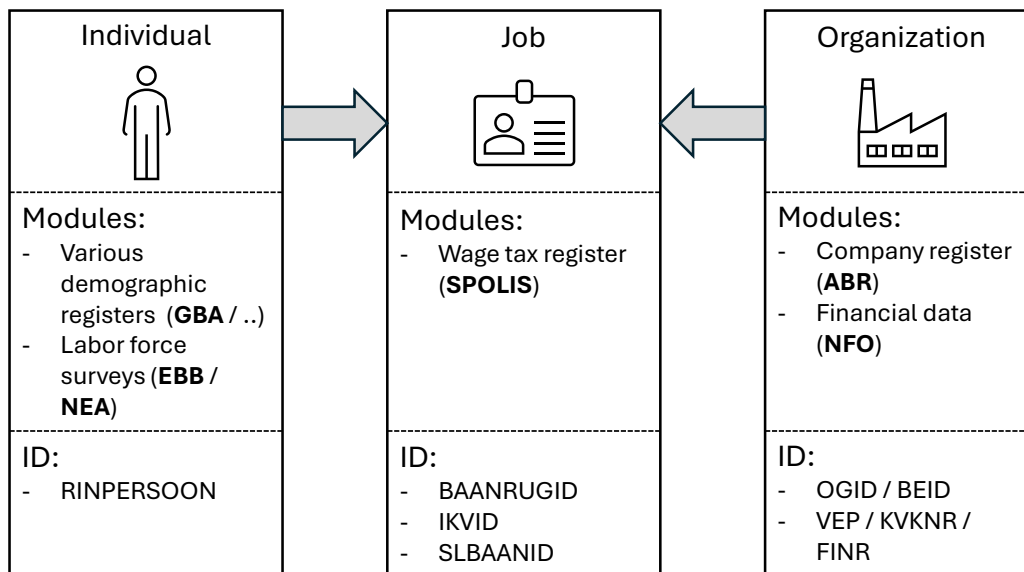 Individual
Modules:
- Various
demographic
registers (GBA / ..)
- Labor force
surveys (EBB /
NEA)
ID:
- RINPERSOON
Job
Modules:
- Wage tax register
(SPOLIS)
ID:
- BAANRUGID
- IKVID
- SLBAANID
Organization
Modules:
- Company register
(ABR)
- Financial data
(NFO)
ID:
- OGID / BEID
- VEP / KVKNR /
FINR